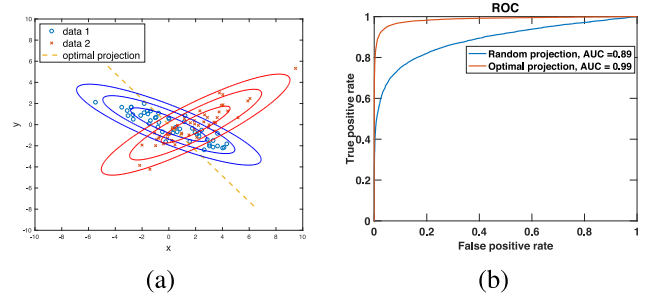 data 1
data 2
optimal projection
10
8
6
4
2
0
-2
-4
-6
-8
-10
y
-10 -8 -6 -4 -2 0 2 4 6 8 10
x
(a)
ROC
Random projection, AUC =0.89
Optimal projection, AUC = 0.99
1
0.8
0.6
0.4
0.2
0
True positive rate
0 0.2 0.4 0.6 0.8 1
False positive rate
(b)